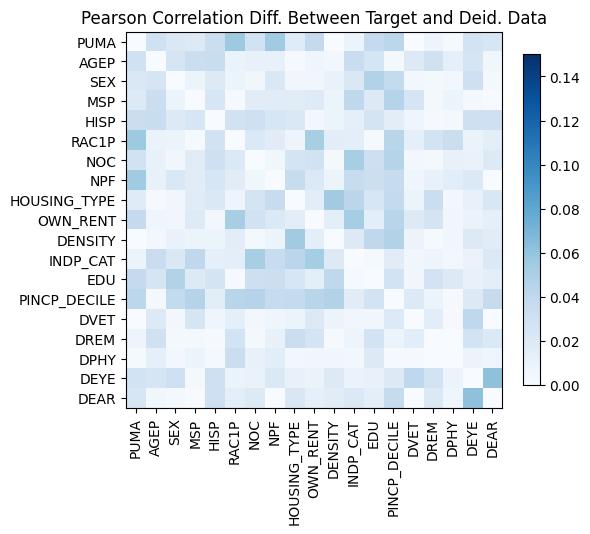 Pearson Correlation Diff. Between Target and Deid. Data
PUMA
AGEP
SEX
MSP
HISP
RAC1P
NOC
NPF
HOUSING_TYPE
OWN_RENT
DENSITY
INDP_CAT
EDU
PINCP_DECILE
DVET
DREM
DPHY
DEYE
DEAR
PUMA
AGEP
SEX
MSP
HISP
RAC1P
NOC
NPF
HOUSING_TYPE
OWN_RENT
DENSITY
INDP_CAT
EDU
PINCP_DECILE
DVET
DREM
DPHY
DEYE
DEAR
0.14
0.12
0.10
0.08
0.06
0.04
0.02
0.00